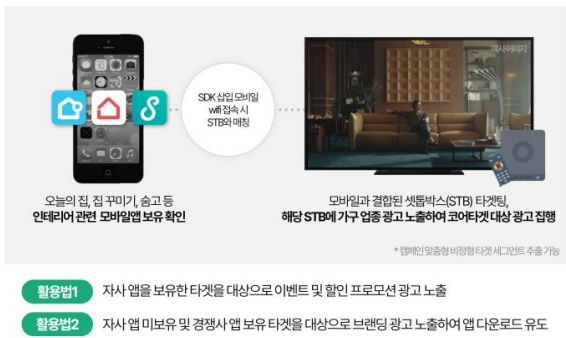 예시이미지
SDK 삽입 모바일
wifi 접속 시
STB와 매칭
오늘의 집, 집 꾸미기, 숨고 등
인테리어 관련 모바일앱 보유 확인
모바일과 결합된 셋톱박스(STB) 타겟팅,
해당 STB에 가구 업종 광고 노출하여 코어타겟 대상 광고 집행
* 캠페인 맞춤형 비정형 타겟 세그먼트 추출 가능
활용법1 자사 앱을 보유한 타겟을 대상으로 이벤트 및 할인 프로모션 광고 노출
활용법2 자사 앱 미보유 및 경쟁사 앱 보유 타겟을 대상으로 브랜딩 광고 노출하여 앱 다운로드 유도